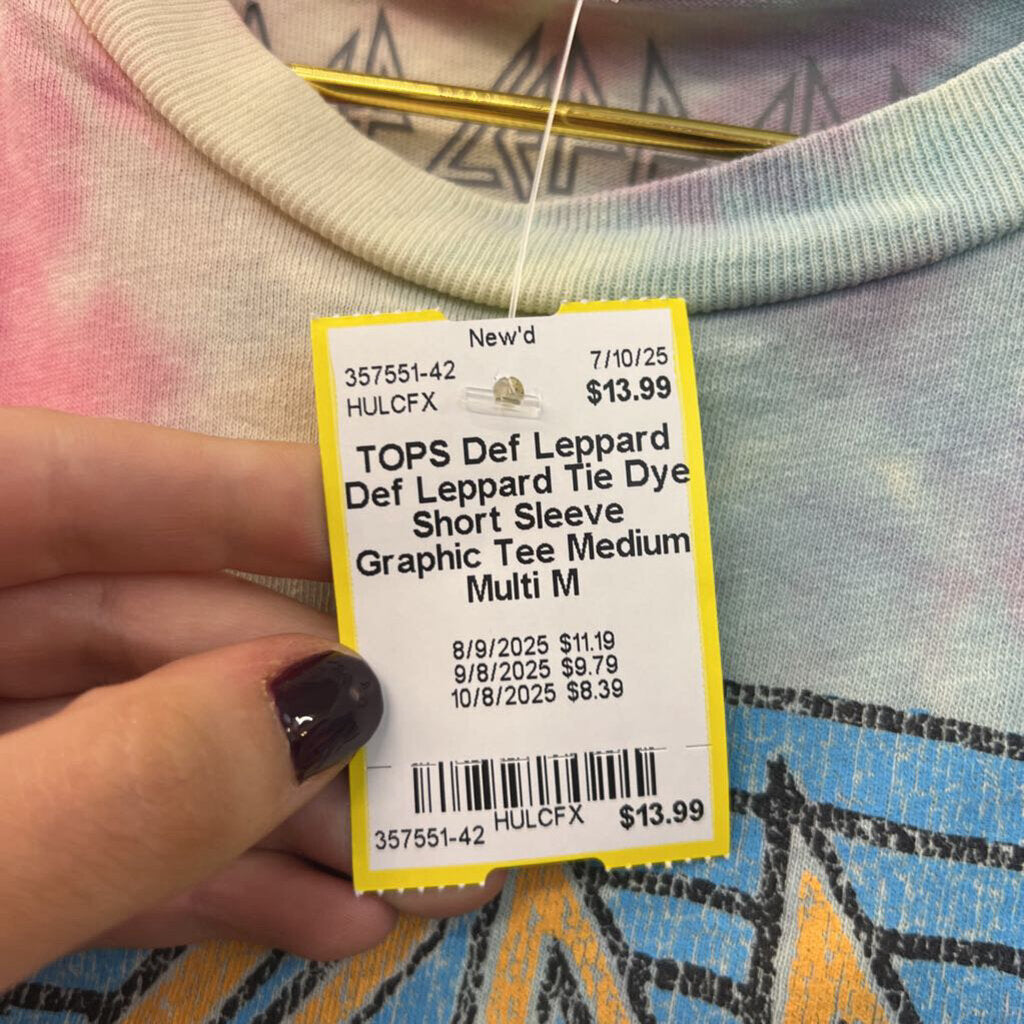 New'd
357551-42 7/10/25
HULCFX $13.99
TOPS Def Leppard
Def Leppard Tie Dye
Short Sleeve
Graphic Tee Medium
Multi M
8/9/2025 $11.19
9/8/2025 $9.79
10/8/2025 $8.39
357551-42 HULCFX $13.99